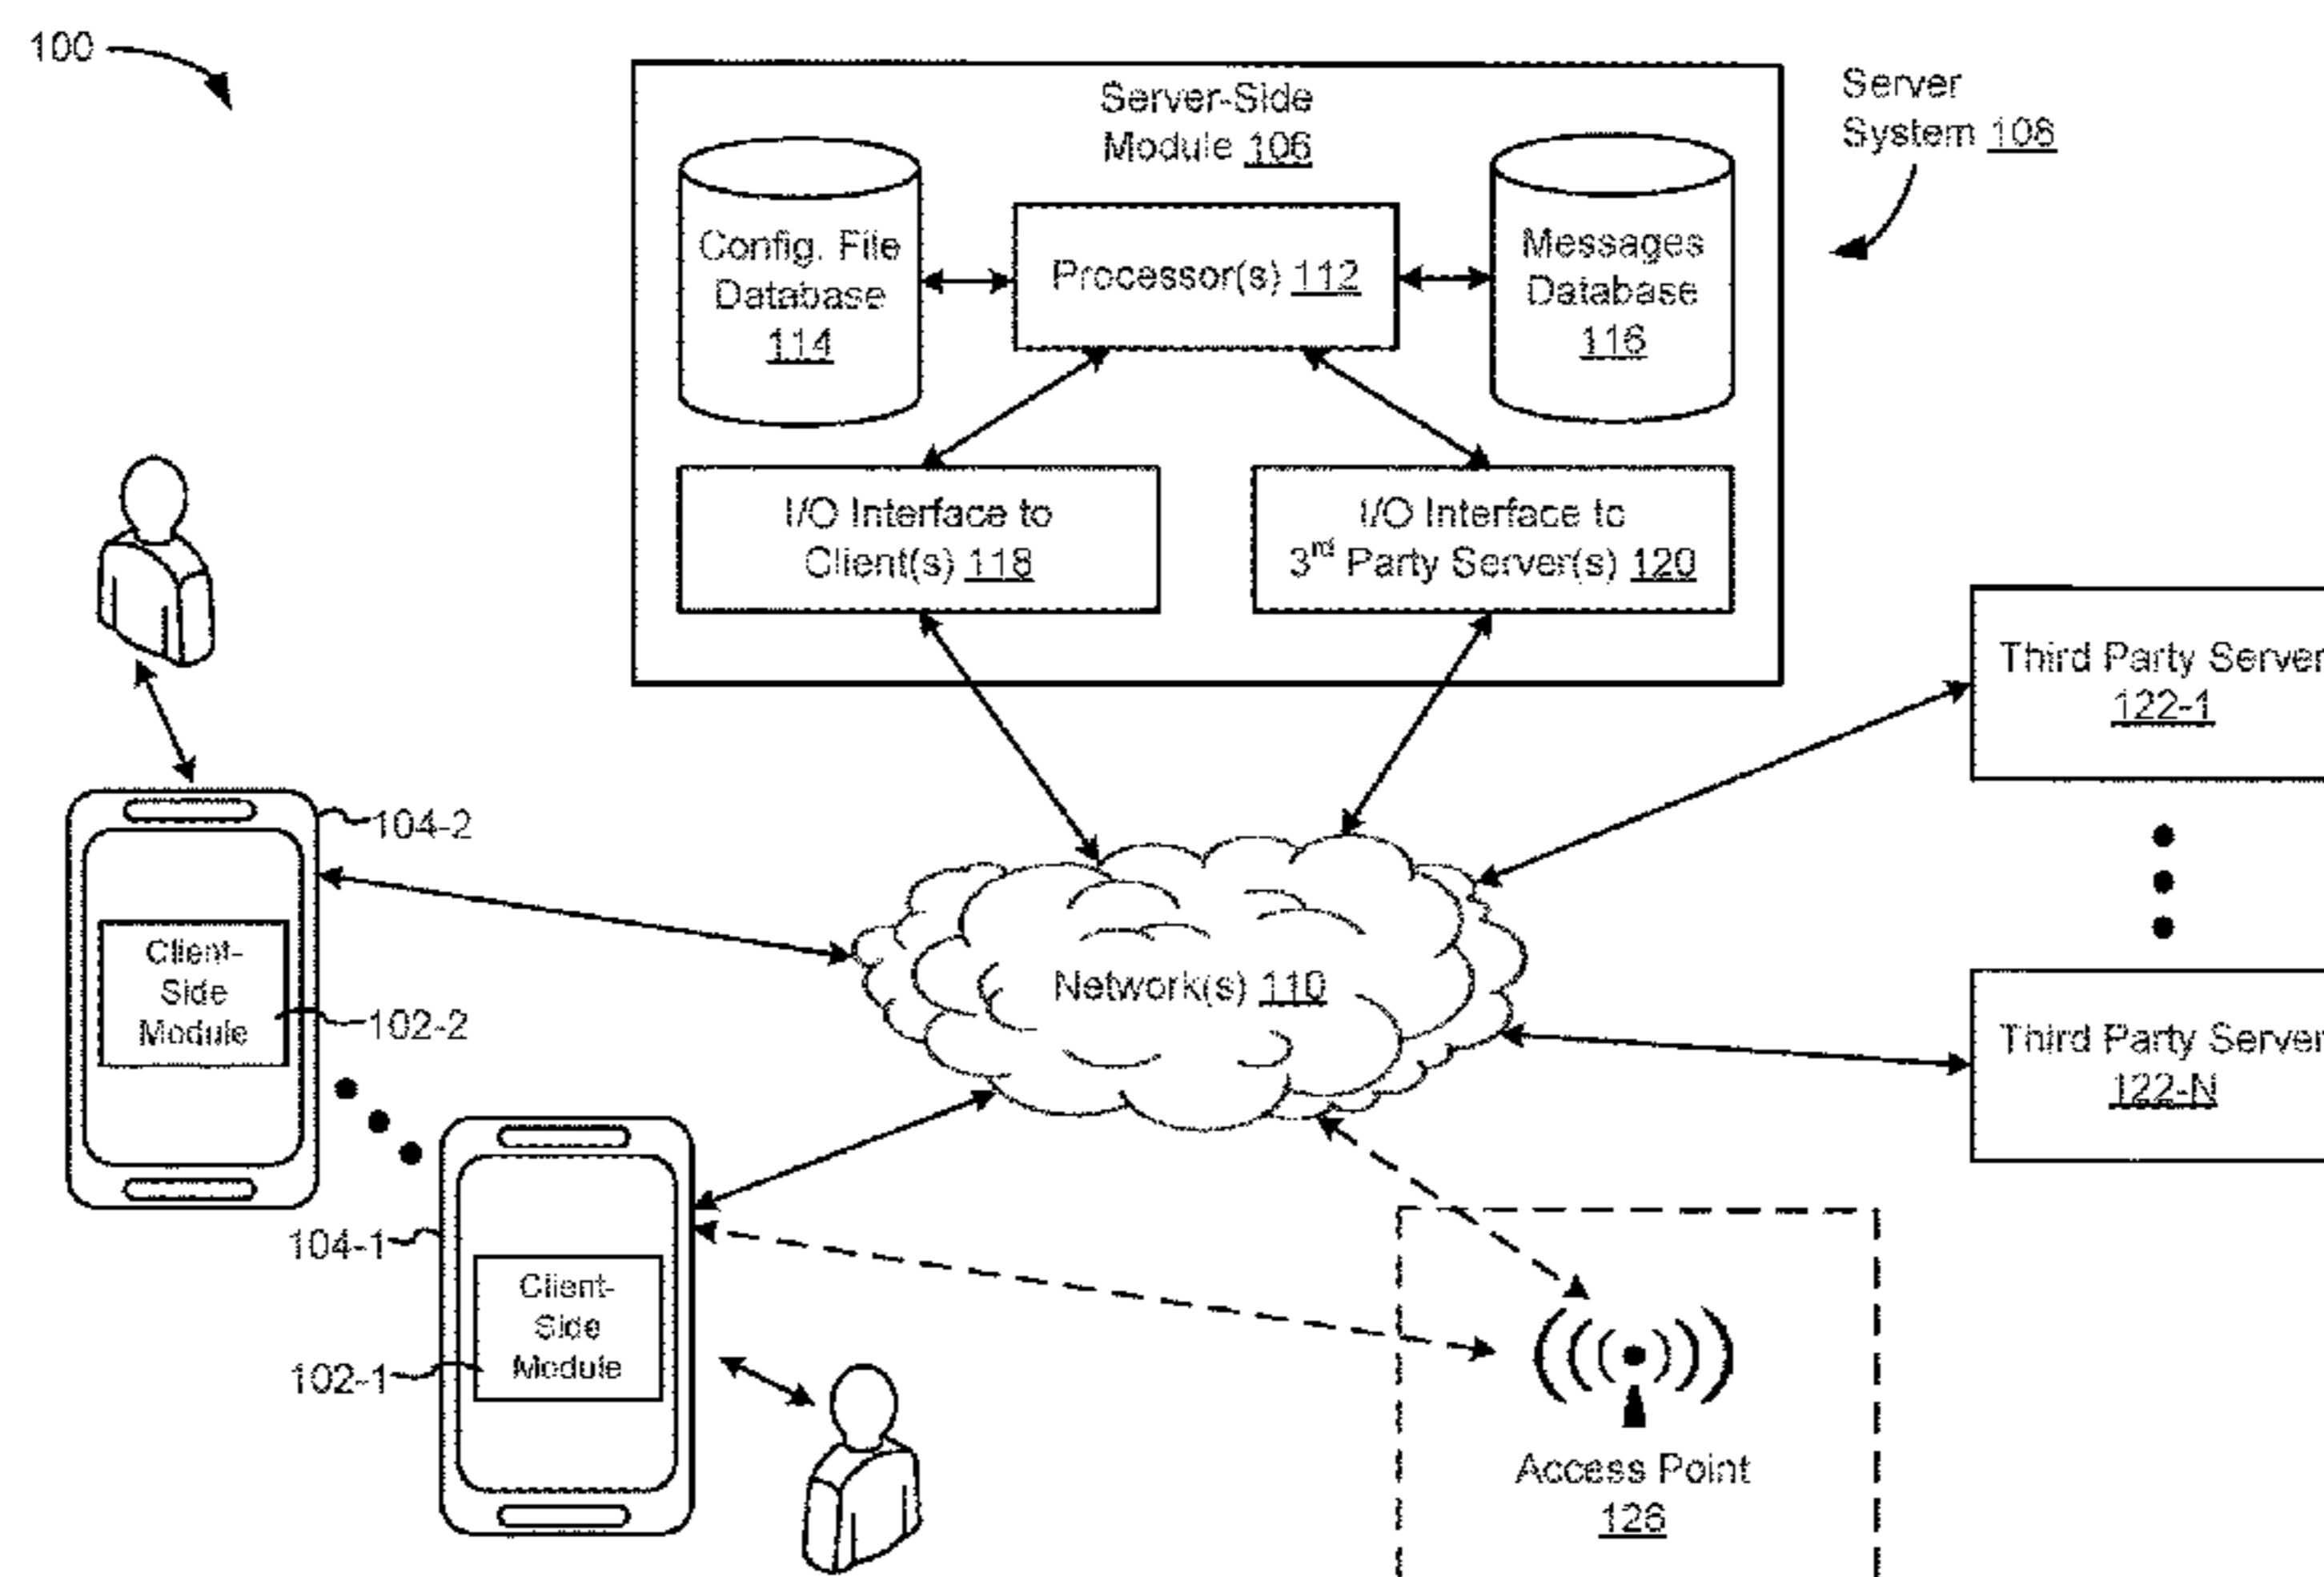 100
Server-Side
Module 106
Server
System 108
Config. File
Database
114
Processor(s) 112
Messages
Database
116
I/O Interface to
Client(s) 118
I/O Interface to
3rd Party Server(s) 120
Third Party Server
122-1
104-2
Client-
Side
Module
102-2
Network(s) 110
Third Party Server
122-N
104-1
Client-
Side
Module
102-1
Access Point
126